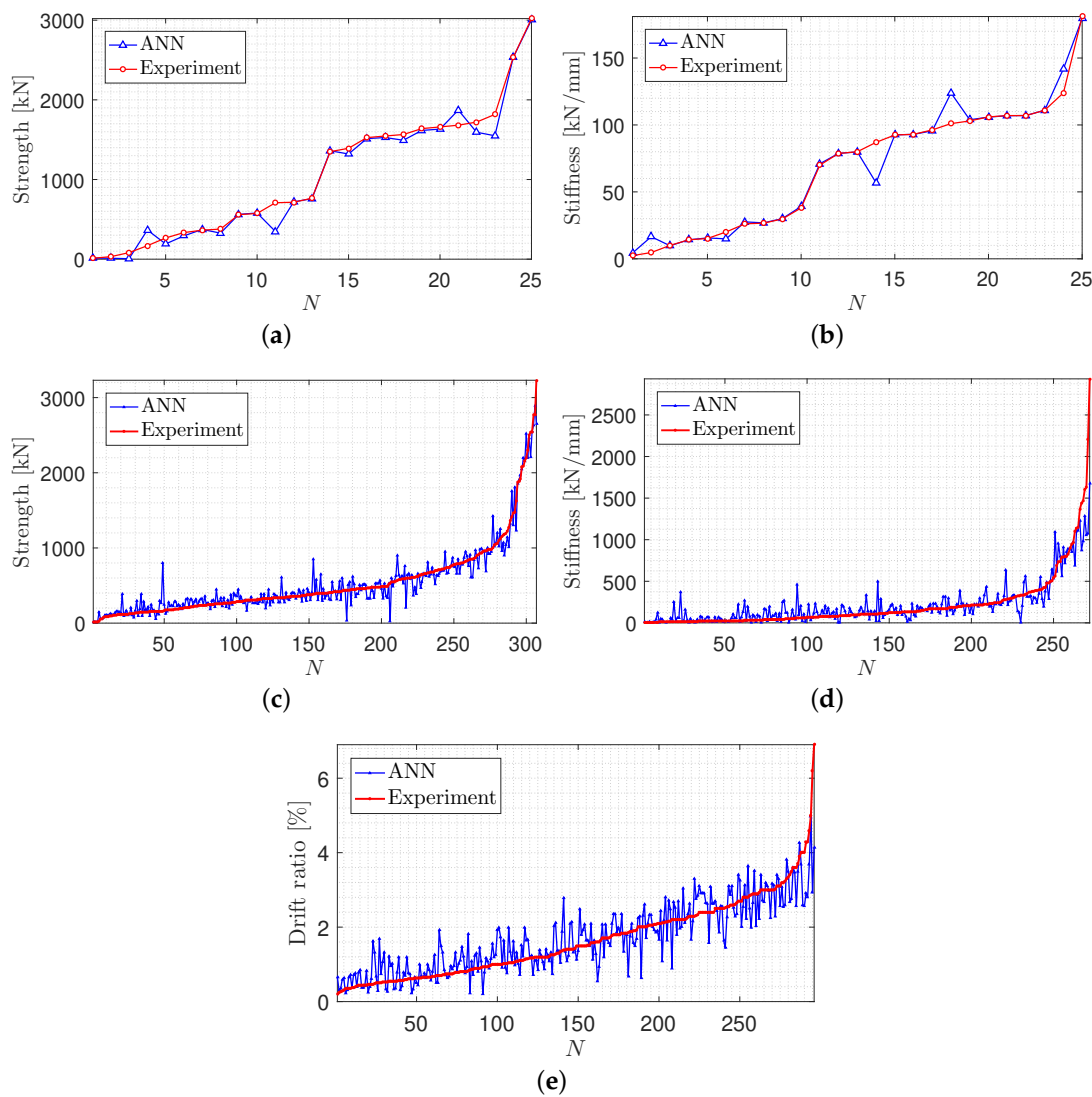 3000
2000
1000
0
Strength [kN]
ANN
Experiment
5
10
15
20
25
N
(a)
150
100
50
0
Stiffness [kN/mm]
ANN
Experiment
5
10
15
20
25
N
(b)
3000
2000
1000
0
Strength [kN]
ANN
Experiment
50
100
150
200
250
300
N
(c)
2500
2000
1500
1000
500
0
Stiffness [kN/mm]
ANN
Experiment
50
100
150
200
250
N
(d)
6
4
2
0
Drift ratio [%]
ANN
Experiment
50
100
150
200
250
N
(e)